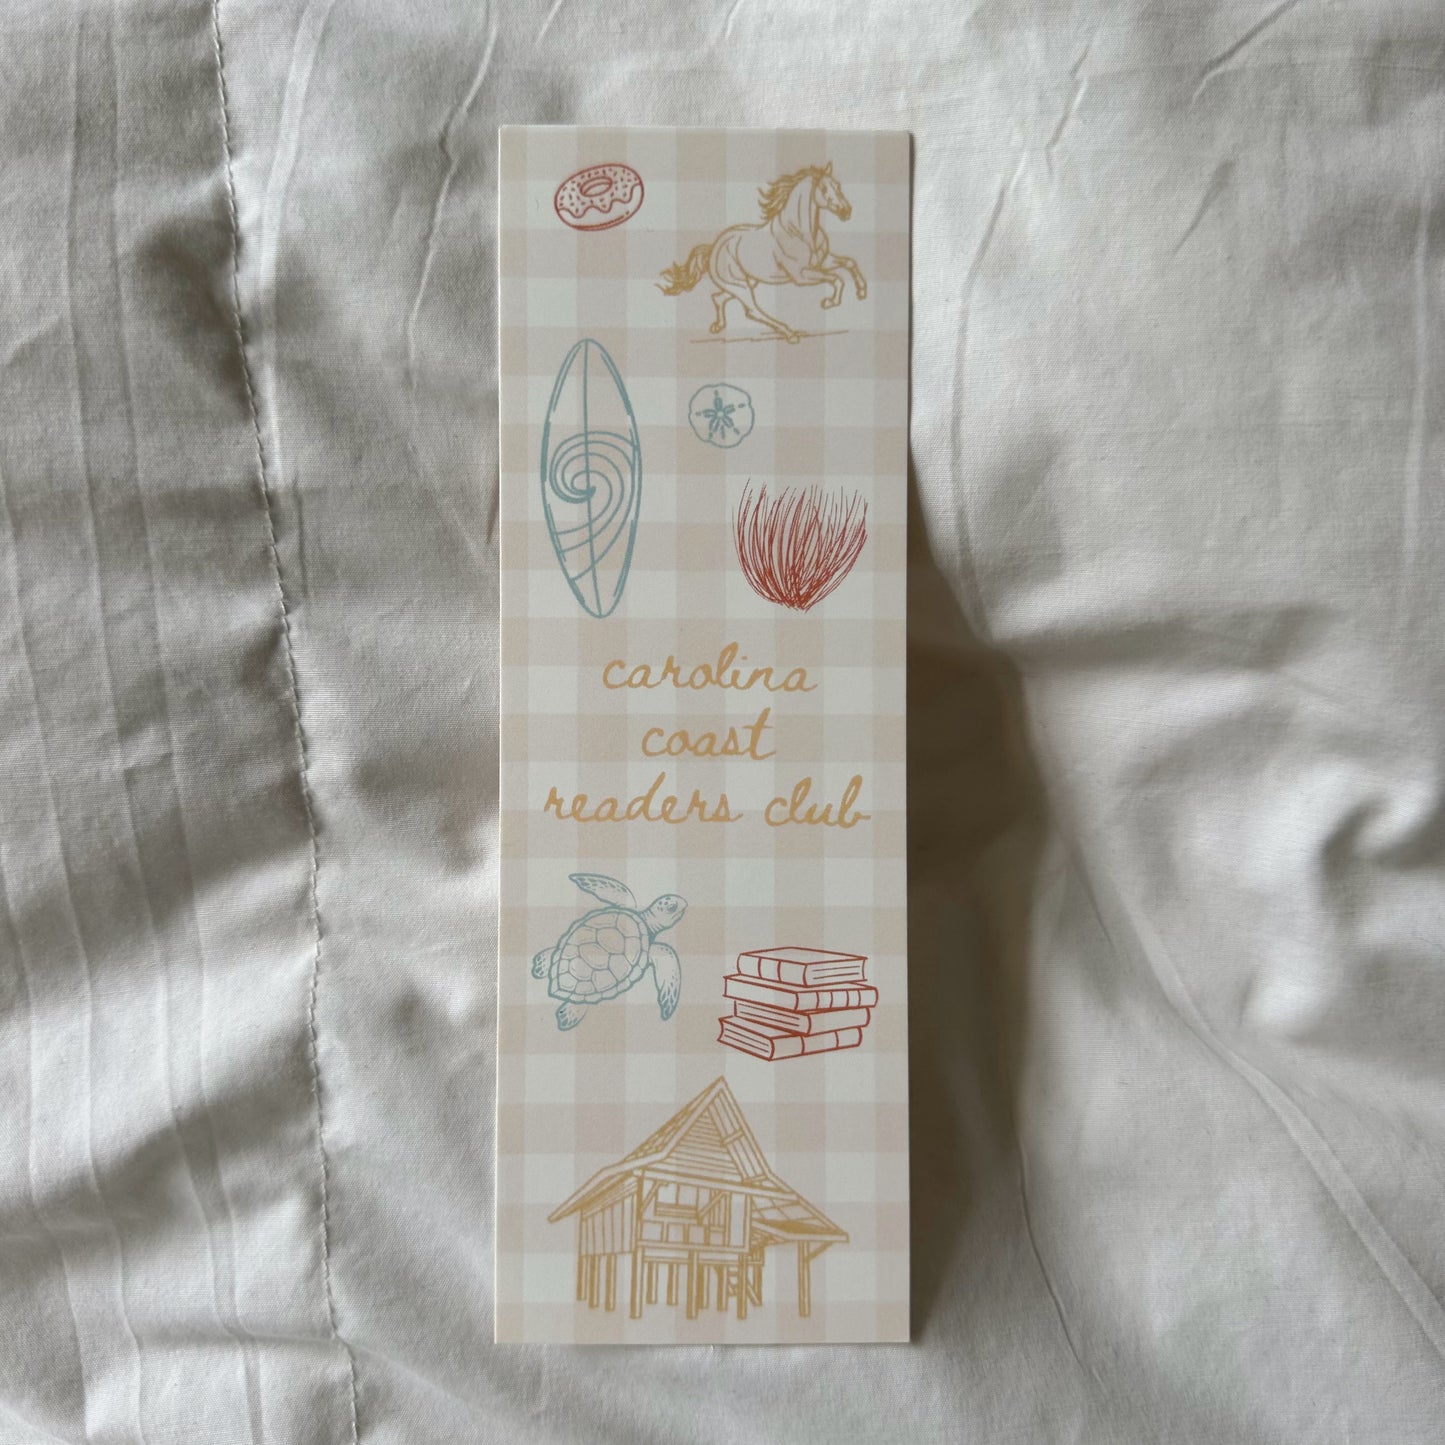 carolina
coast
readers club